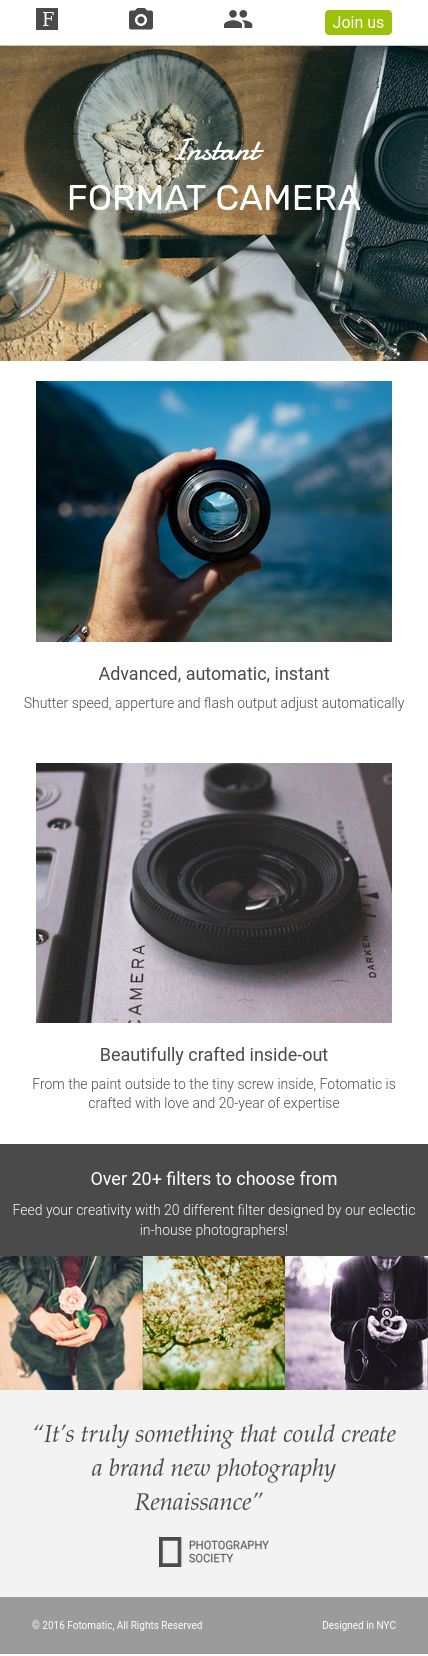 F
Join us
Instant
FORMAT CAMERA
Advanced, automatic, instant
Shutter speed, apperture and flash output adjust automatically
AUTOMATIC
CAMERA
DARKEN
Beautifully crafted inside-out
From the paint outside to the tiny screw inside, Fotomatic is
crafted with love and 20-year of expertise
Over 20+ filters to choose from
Feed your creativity with 20 different filter designed by our eclectic
in-house photographers!
“It’s truly something that could create
a brand new photography
Renaissance”
PHOTOGRAPHY
SOCIETY
© 2016 Fotomatic, All Rights Reserved
Designed in NYC